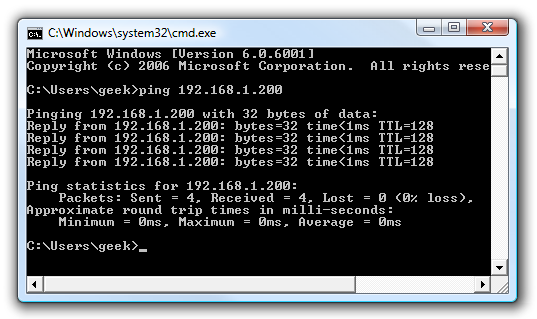 C:\Windows\system32\cmd.exe
Microsoft Windows [Version 6.0.6001]
Copyright (c) 2006 Microsoft Corporation.  All rights rese
C:\Users\geek>ping 192.168.1.200
Pinging 192.168.1.200 with 32 bytes of data:
Reply from 192.168.1.200: bytes=32 time<1ms TTL=128
Reply from 192.168.1.200: bytes=32 time<1ms TTL=128
Reply from 192.168.1.200: bytes=32 time<1ms TTL=128
Reply from 192.168.1.200: bytes=32 time<1ms TTL=128
Ping statistics for 192.168.1.200:
    Packets: Sent = 4, Received = 4, Lost = 0 (0% loss),
Approximate round trip times in milli-seconds:
    Minimum = 0ms, Maximum = 0ms, Average = 0ms
C:\Users\geek>_